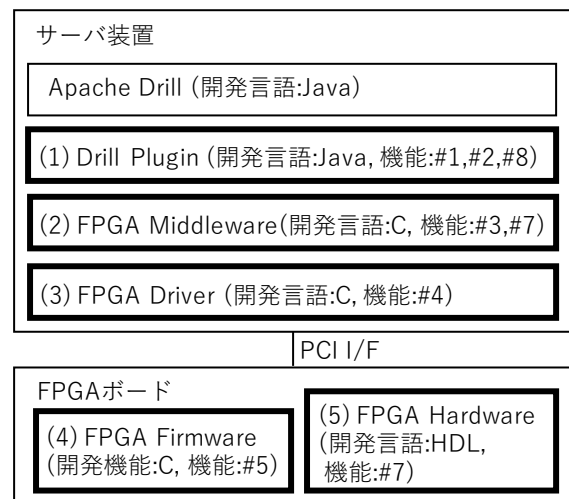 サーバ装置
Apache Drill (開発言語:Java)
(1) Drill Plugin (開発言語:Java, 機能:#1,#2,#8)
(2) FPGA Middleware(開発言語:C, 機能:#3,#7)
(3) FPGA Driver (開発言語:C, 機能:#4)
PCI I/F
FPGAボード
(4) FPGA Firmware
(開発機能:C, 機能:#5)
(5) FPGA Hardware
(開発言語:HDL,
機能:#7)